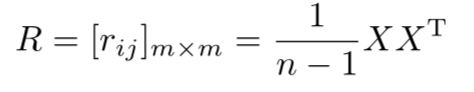 R = [r_{ij}]_{m×m} = \frac{1}{n − 1} XX^{T}